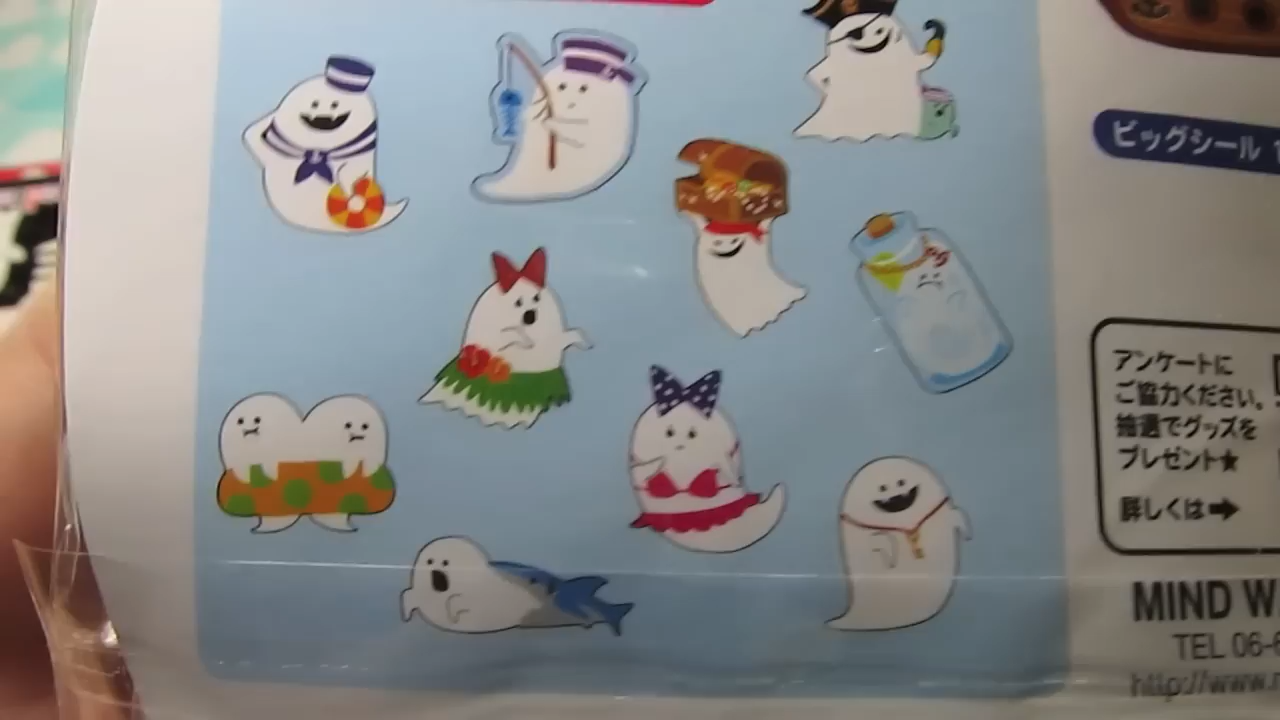 ビッグシール
アンケートに
ご協力ください。
抽選でグッズを
プレゼント★
詳しくは➡
MIND W
TEL 06-6
http://www.